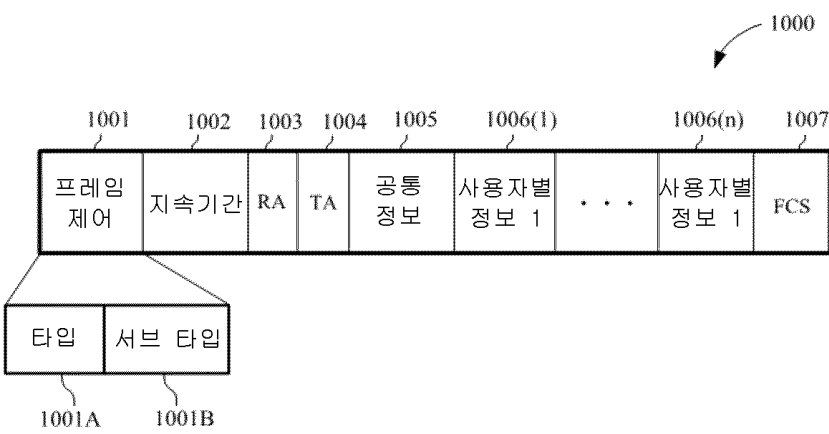 1000
1001
1002
1003
1004
1005
1006(1)
1006(n)
1007
프레임
제어
지속기간
RA
TA
공통
정보
사용자별
정보 1
. . .
사용자별
정보 1
FCS
타입
서브 타입
1001A
1001B